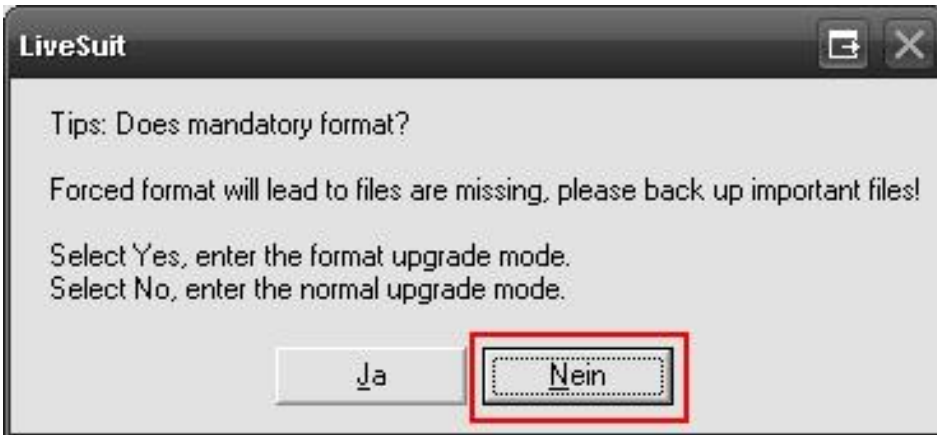 LiveSuit
Tips: Does mandatory format?
Forced format will lead to files are missing, please back up important files!
Select Yes, enter the format upgrade mode.
Select No, enter the normal upgrade mode.
Ja
Nein